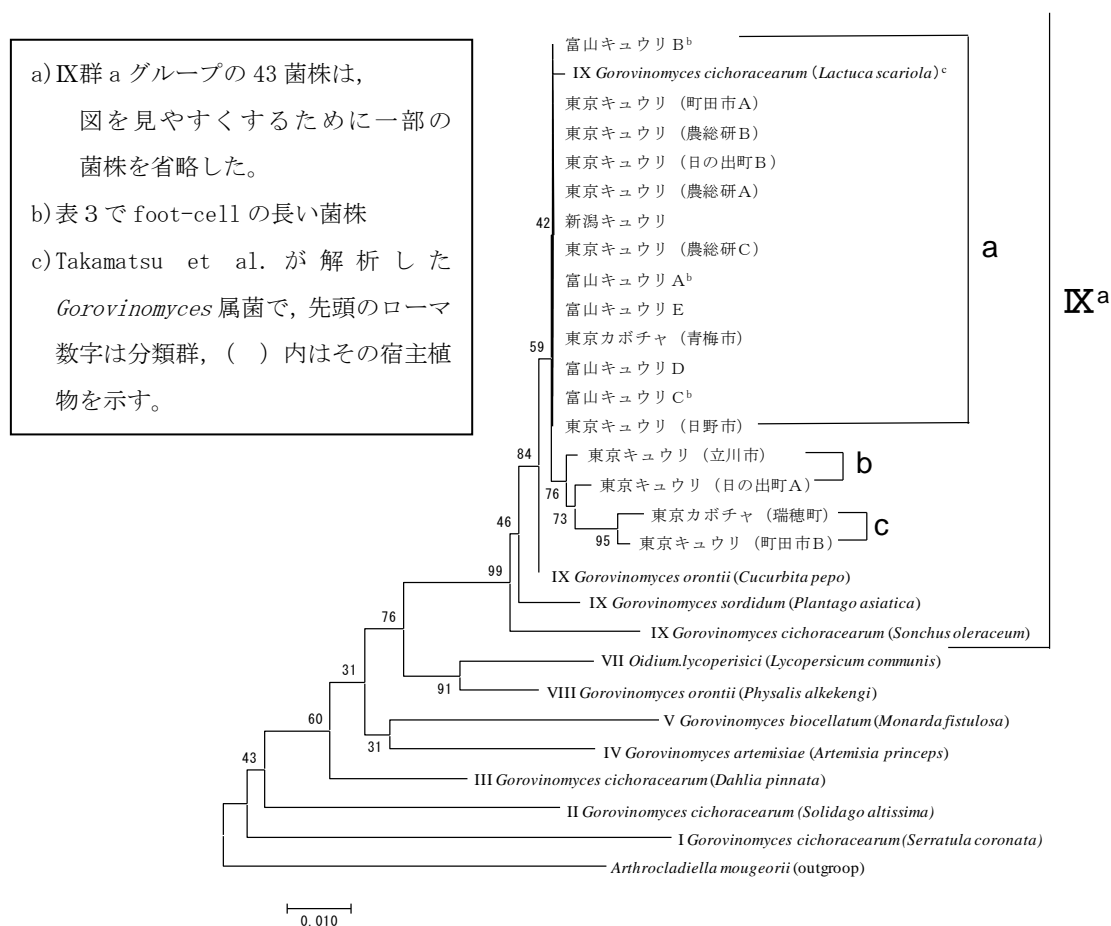 a)Ⅸ群 a グループの 43 菌株は,
図を見やすくするために一部の
菌株を省略した。
b)表３で foot-cell の長い菌株
c)Takamatsu et al. が 解 析 し た
Gorovinomyces 属菌で, 先頭のローマ
数字は分類群, （　）内はその宿主植
物を示す。
富山キュウリＢb
IX Gorovinomyces cichoracearum (Lactuca scariola) c
東京キュウリ（町田市Ａ）
東京キュウリ（農総研Ｂ）
東京キュウリ（日の出町Ｂ）
東京キュウリ（農総研Ａ）
42
新潟キュウリ
東京キュウリ（農総研Ｃ）
a
富山キュウリＡb
富山キュウリＥ
Ⅸa
東京カボチャ（青梅市）
59
富山キュウリＤ
富山キュウリＣb
東京キュウリ（日野市）
84
東京キュウリ（立川市）
b
76
東京キュウリ（日の出町Ａ）
73
東京カボチャ（瑞穂町）
c
46
95
東京キュウリ（町田市Ｂ）
99
IX Gorovinomyces orontii (Cucurbita pepo)
IX Gorovinomyces sordidum (Plantago asiatica)
76
IX Gorovinomyces cichoracearum (Sonchus oleraceum)
VII Oidium.lycoperisici (Lycopersicum communis)
31
91
VIII Gorovinomyces orontii (Physalis alkekengi)
60
V Gorovinomyces biocellatum (Monarda fistulosa)
31
IV Gorovinomyces artemisiae (Artemisia princeps)
43
III Gorovinomyces cichoracearum (Dahlia pinnata)
II Gorovinomyces cichoracearum (Solidago altissima)
I Gorovinomyces cichoracearum (Serratula coronata)
Arthrocladiella mougeorii (outgroop)
0.010